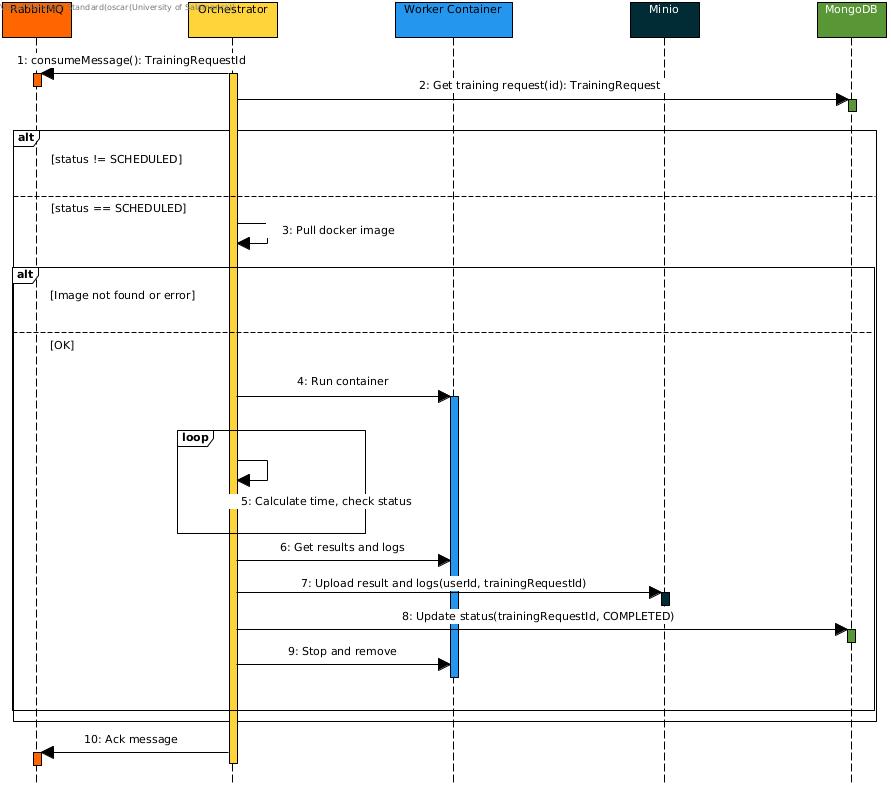 Standard(oscar(University of
RabbitMQ
Orchestrator
Worker Container
Minio
MongoDB
1: consumeMessage(): TrainingRequestId
2: Get training request(id): TrainingRequest
alt
[status != SCHEDULED]
[status == SCHEDULED]
3: Pull docker image
alt
[Image not found or error]
[OK]
4: Run container
loop
5: Calculate time, check status
6: Get results and logs
7: Upload result and logs(userId, trainingRequestId)
8: Update status(trainingRequestId, COMPLETED)
9: Stop and remove
10: Ack message